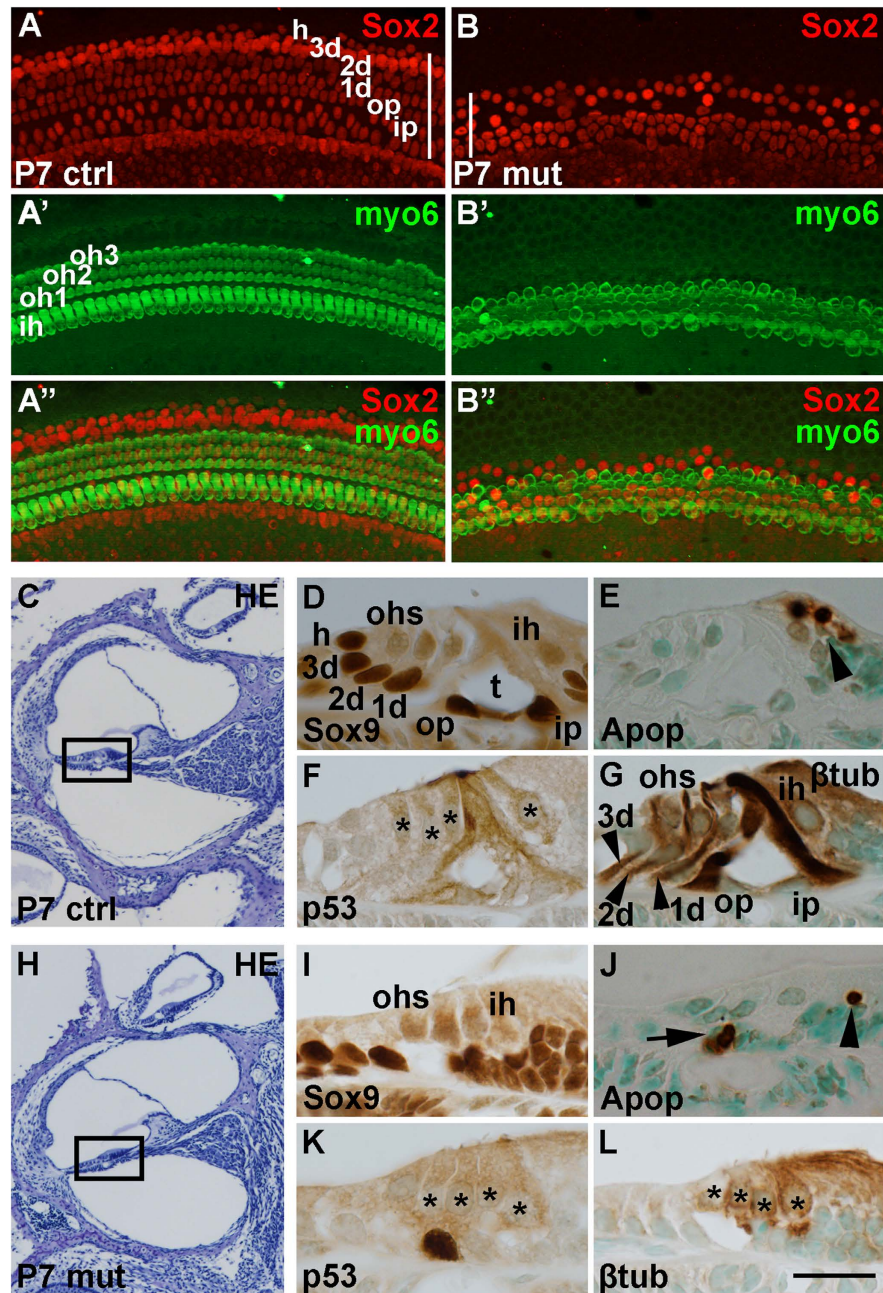 A Sox2
h
3d
2d
1d
op
ip
P7 ctrl
B Sox2
P7 mut
A’ myo6
oh3
oh2
oh1
ih
B’ myo6
A” Sox2
myo6
B” Sox2
myo6
C HE
P7 ctrl
D ohs ih
h
3d
2d 1d t
op ip
Sox9
E
Apop
F
* * * *
p53
G ohs ih βtub
3d
2d 1d op ip
H HE
P7 mut
I ohs ih
Sox9
J
Apop
K
* * * *
p53
L
* * * *
βtub